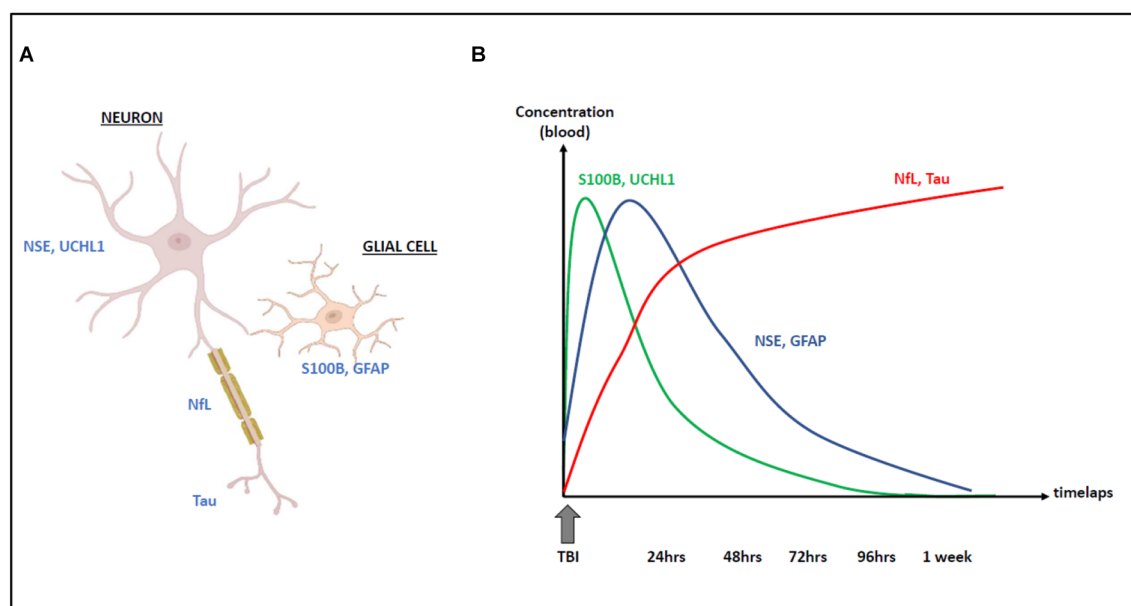 A
NEURON
NSE, UCHL1
GLIAL CELL
S100B, GFAP
NfL
Tau
B
Concentration
(blood)
S100B, UCHL1
NfL, Tau
NSE, GFAP
timelaps
TBI 24hrs 48hrs 72hrs 96hrs 1 week